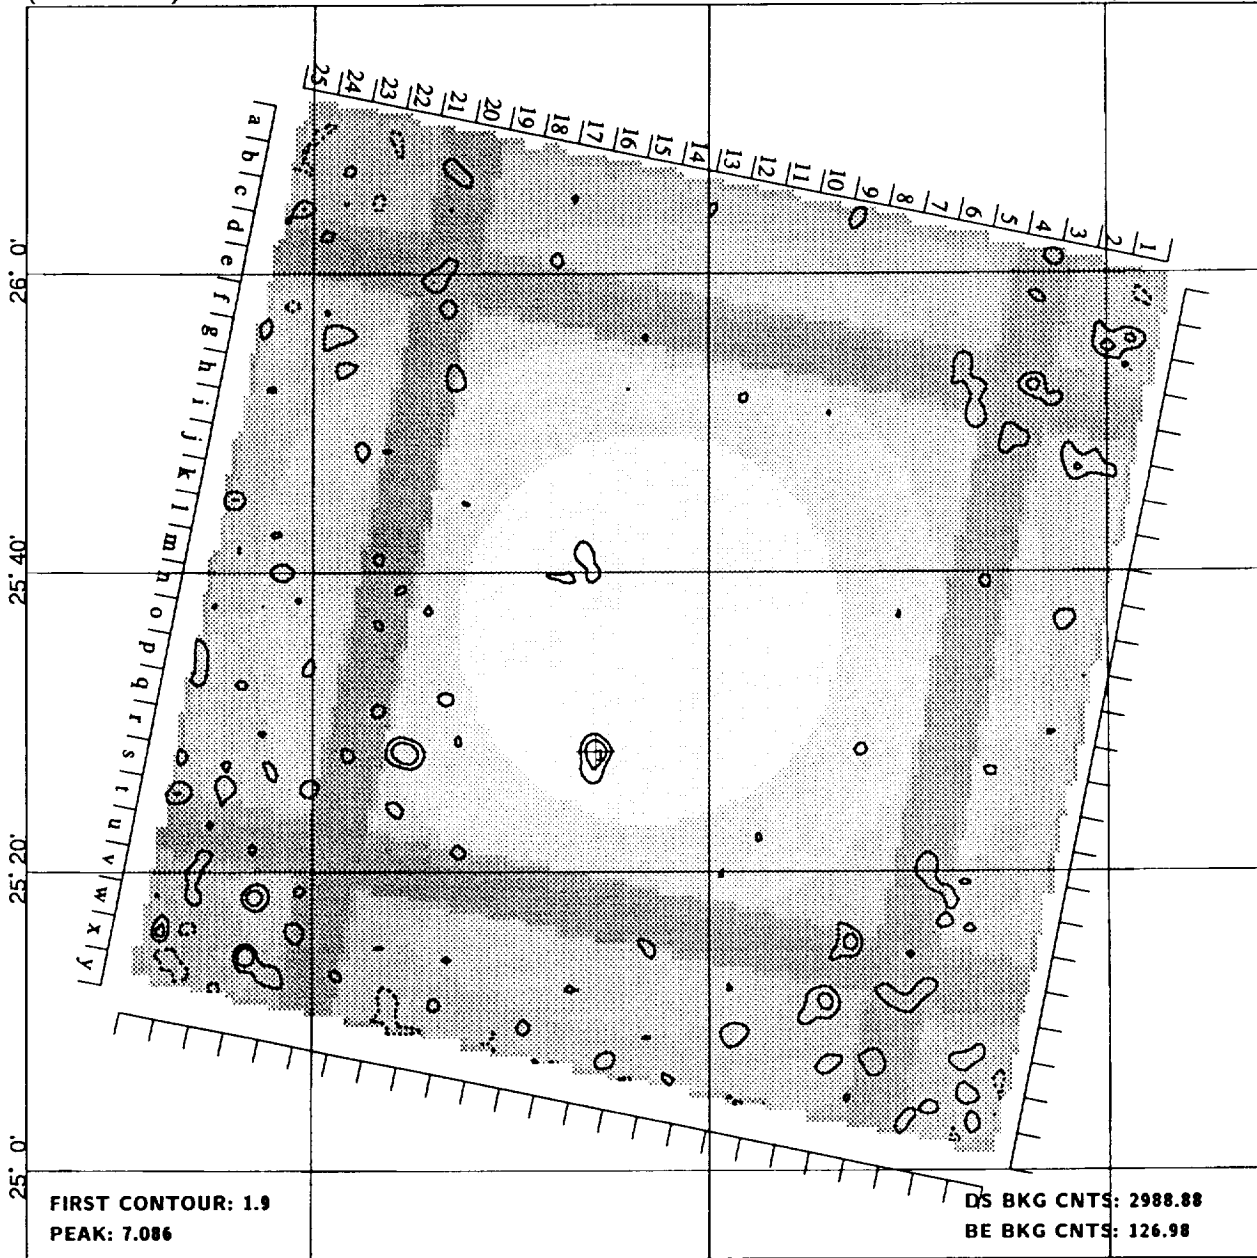 25 24 23 22 21 20 19 18 17 16 15 14 13 12 11 10 9 8 7 6 5 4 3 2 1
a b c d e f g h i j k l m n o p q r s t u v w x y
26° 0'
25° 40'
25° 20'
25° 0'
FIRST CONTOUR: 1.9
PEAK: 7.086
DS BKG CNTS: 2988.88
BE BKG CNTS: 126.98